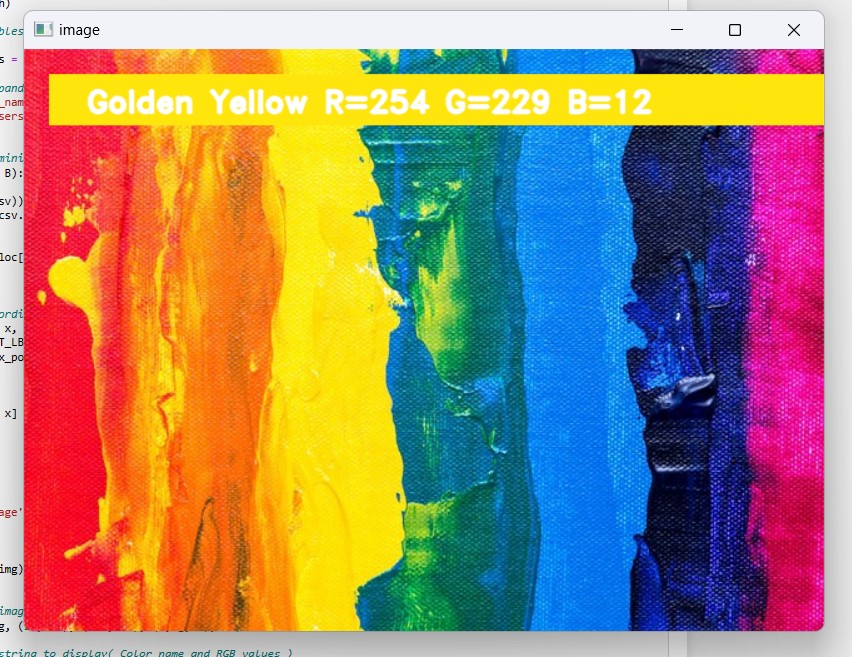 h)
image
bles
s =
pand
_nam
sers
Golden Yellow R=254 G=229 B=12
mini
B):
sv))
csv.
loc[
ordi
x,
T_LB
x_po
x]
age'
img)
imag
g, (
string to display( Color name and RGB values )